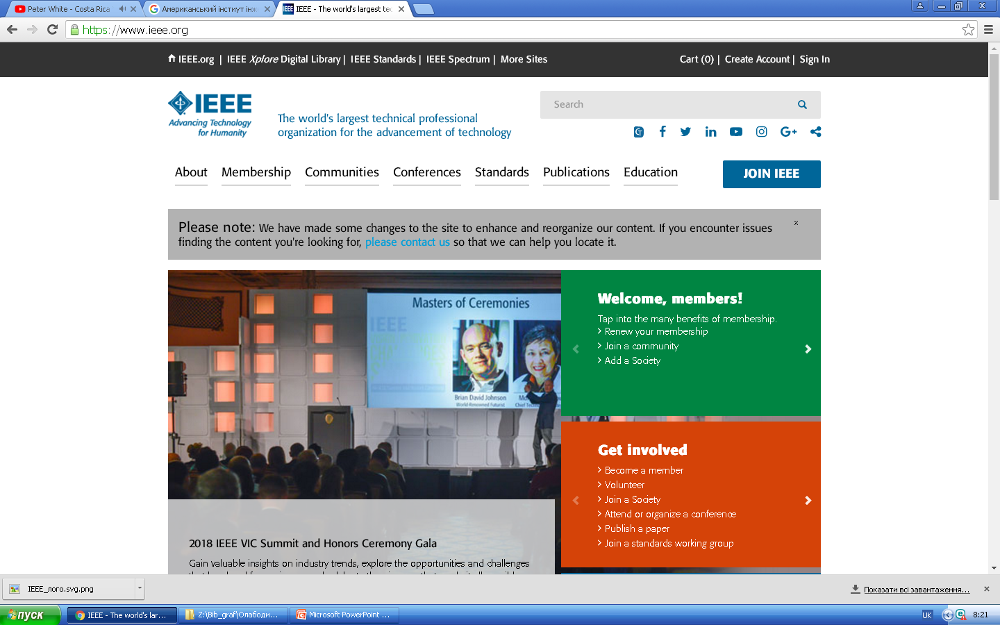 Peter White - Costa Rica
Американський інстиут інж
IEEE - The world's largest tec
https://www.ieee.org
IEEE.org | IEEE Xplore Digital Library | IEEE Standards | IEEE Spectrum | More Sites
Cart (0) | Create Account | Sign In
IEEE
Advancing Technology
for Humanity
The world's largest technical professional
organization for the advancement of technology
Search
About Membership Communities Conferences Standards Publications Education
JOIN IEEE
Please note: We have made some changes to the site to enhance and reorganize our content. If you encounter issues
finding the content you're looking for, please contact us so that we can help you locate it.
x
Masters of Ceremonies
IEEE
Brian David Johnson
World-Renowned Futurist
Chief
Welcome, members!
Tap into the many benefits of membership.
> Renew your membership
> Join a community
> Add a Society
Get involved
> Become a member
> Volunteer
> Join a Society
> Attend or organize a conference
> Publish a paper
> Join a standards working group
2018 IEEE VIC Summit and Honors Ceremony Gala
Gain valuable insights on industry trends, explore the opportunities and challenges
IEEE_лого.svg.png
Показати всі завантаження...
пуск
IEEE - The world's lar...
Z:\Bib_graf\Олабоди...
Microsoft PowerPoint ...
UK
8:21